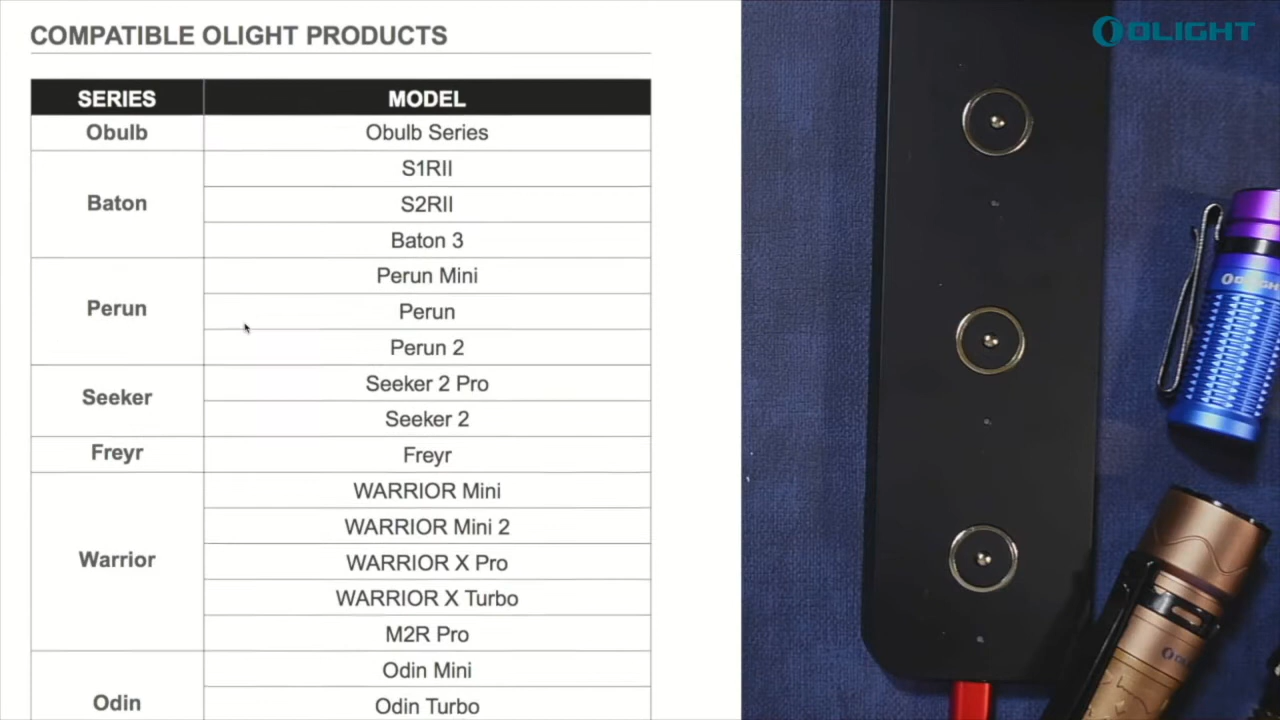 COMPATIBLE OLIGHT PRODUCTS
SERIES MODEL
Obulb Obulb Series
Baton S1RII
S2RII
Baton 3
Perun Perun Mini
Perun
Perun 2
Seeker Seeker 2 Pro
Seeker 2
Freyr Freyr
Warrior WARRIOR Mini
WARRIOR Mini 2
WARRIOR X Pro
WARRIOR X Turbo
M2R Pro
Odin Odin Mini
Odin Turbo
OLIGHT